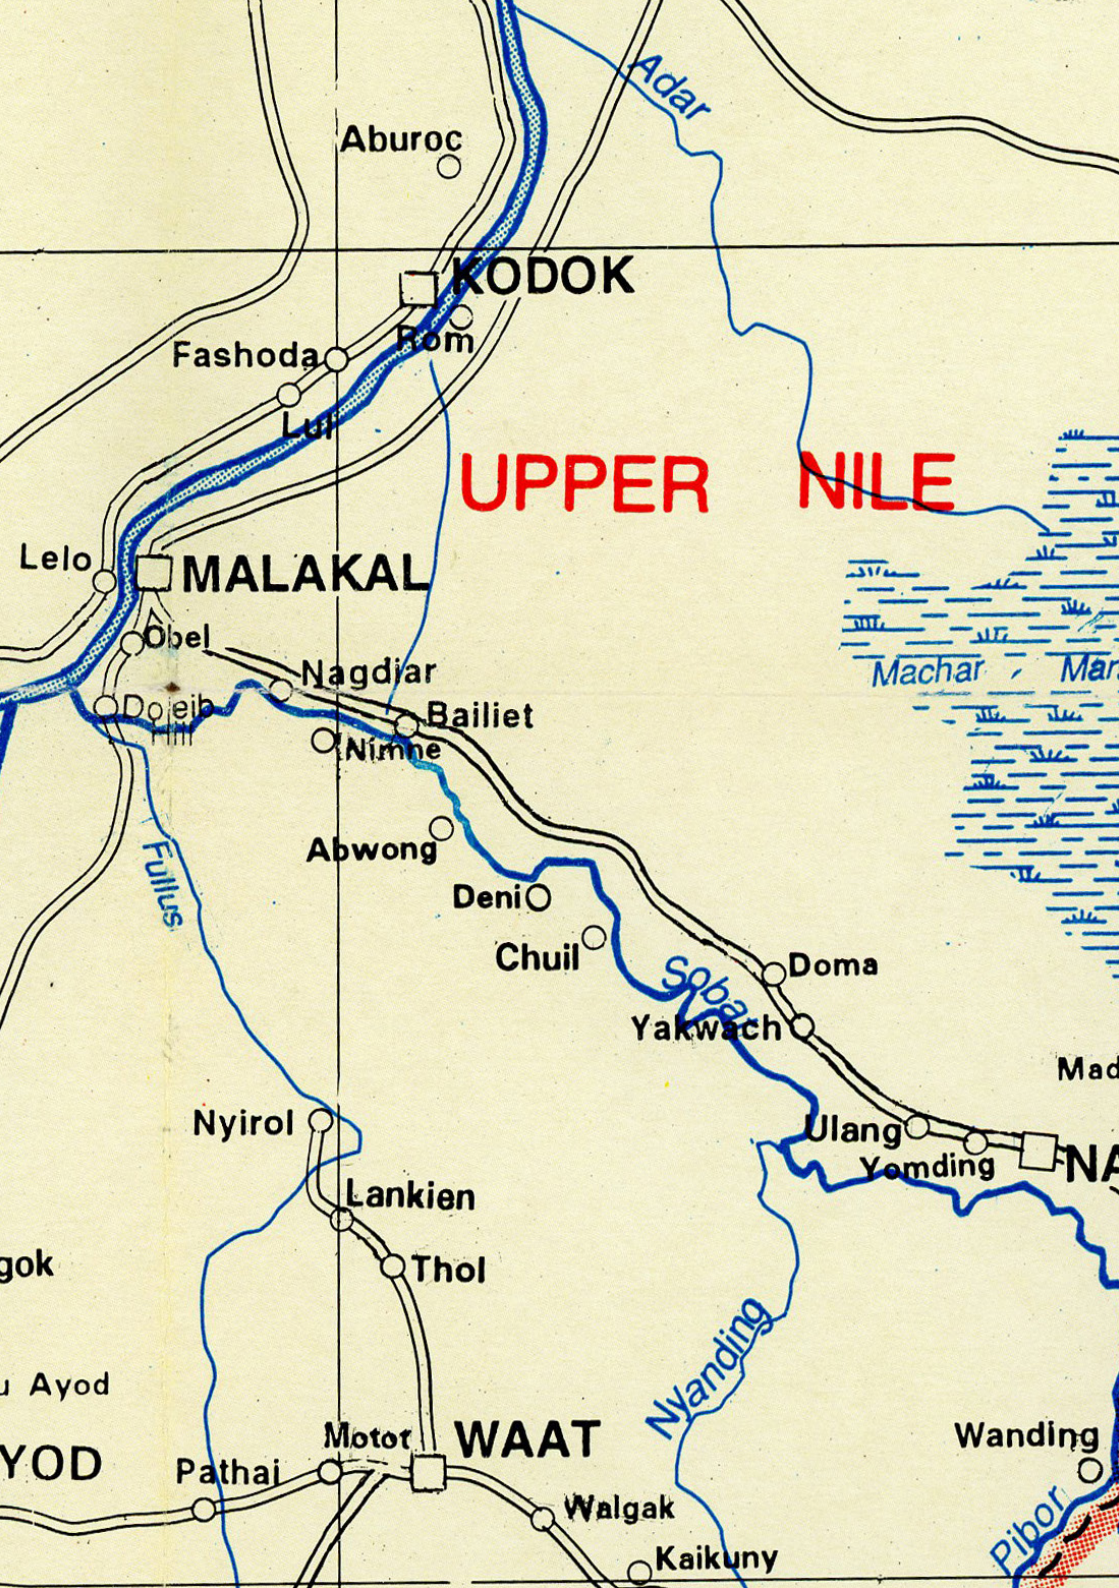 Adar
Aburoc
KODOK
Rom
Fashoda
Lul
UPPER NILE
Lelo
MALAKAL
Obel
Nagdiar
Machar
Doleib
Hill
Bailiet
Nimne
Abwong
Fullus
Deni
Chuil
Doma
Sobat
Yakwach
Mad
Nyirol
Ulang
Yomding
NA
Lankien
gok
Thol
Nyanding
u Ayod
Motot
WAAT
Wanding
YOD
Pathai
Walgak
Pibor
Kaikuny